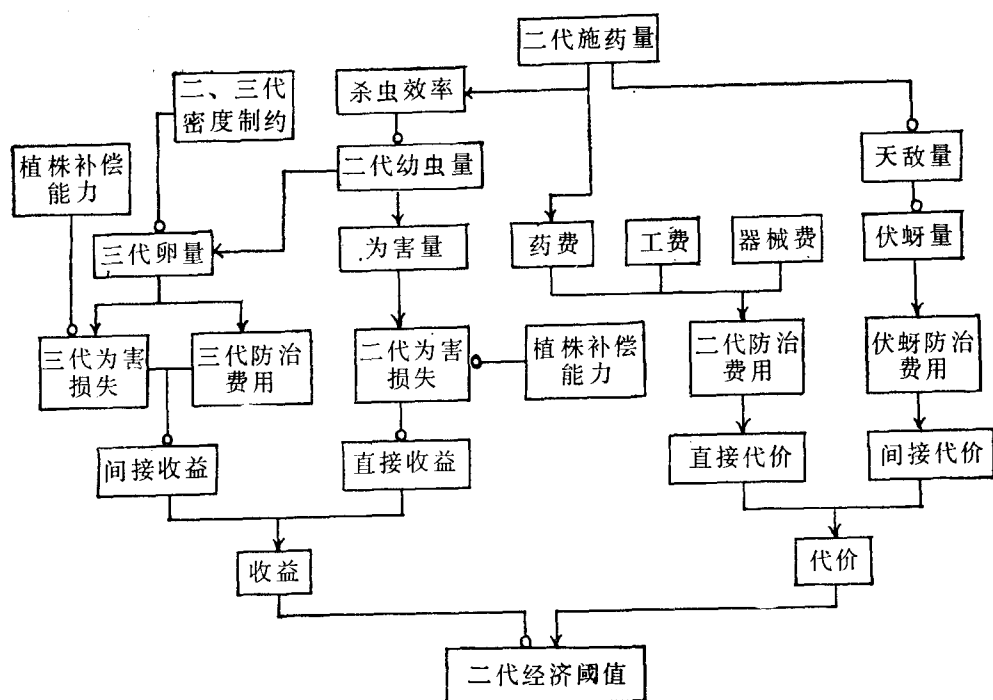 二代施药量
二、三代
密度制约
杀虫效率
植株补偿
能力
二代幼虫量
天敌量
三代卵量
为害量
药费
工费
器械费
伏蚜量
三代为害
损失
三代防治
费用
二代为害
损失
植株补偿
能力
二代防治
费用
伏蚜防治
费用
间接收益
直接收益
直接代价
间接代价
收益
代价
二代经济阈值